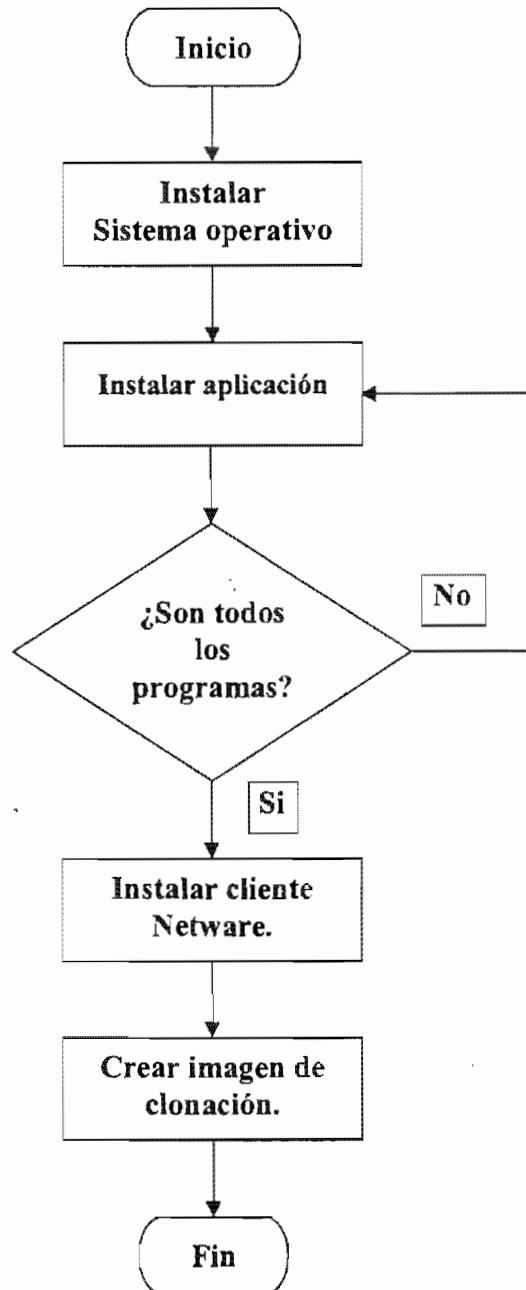 Inicio
Instalar
Sistema operativo
Instalar aplicación
¿Son todos
los
programas?
No
Si
Instalar cliente
Netware.
Crear imagen de
clonación.
Fin